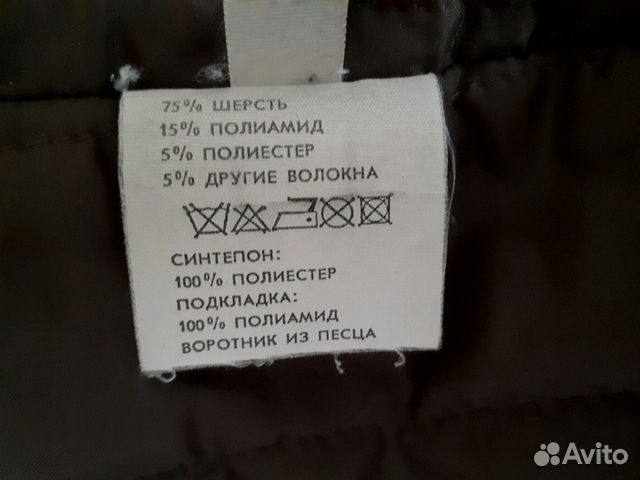 75% ШЕРСТЬ
15% ПОЛИАМИД
5% ПОЛИЕСТЕР
5% ДРУГИЕ ВОЛОКНА
СИНТЕПОН:
100% ПОЛИЕСТЕР
ПОДКЛАДКА:
100% ПОЛИАМИД
ВОРОТНИК ИЗ ПЕСЦА
Avito